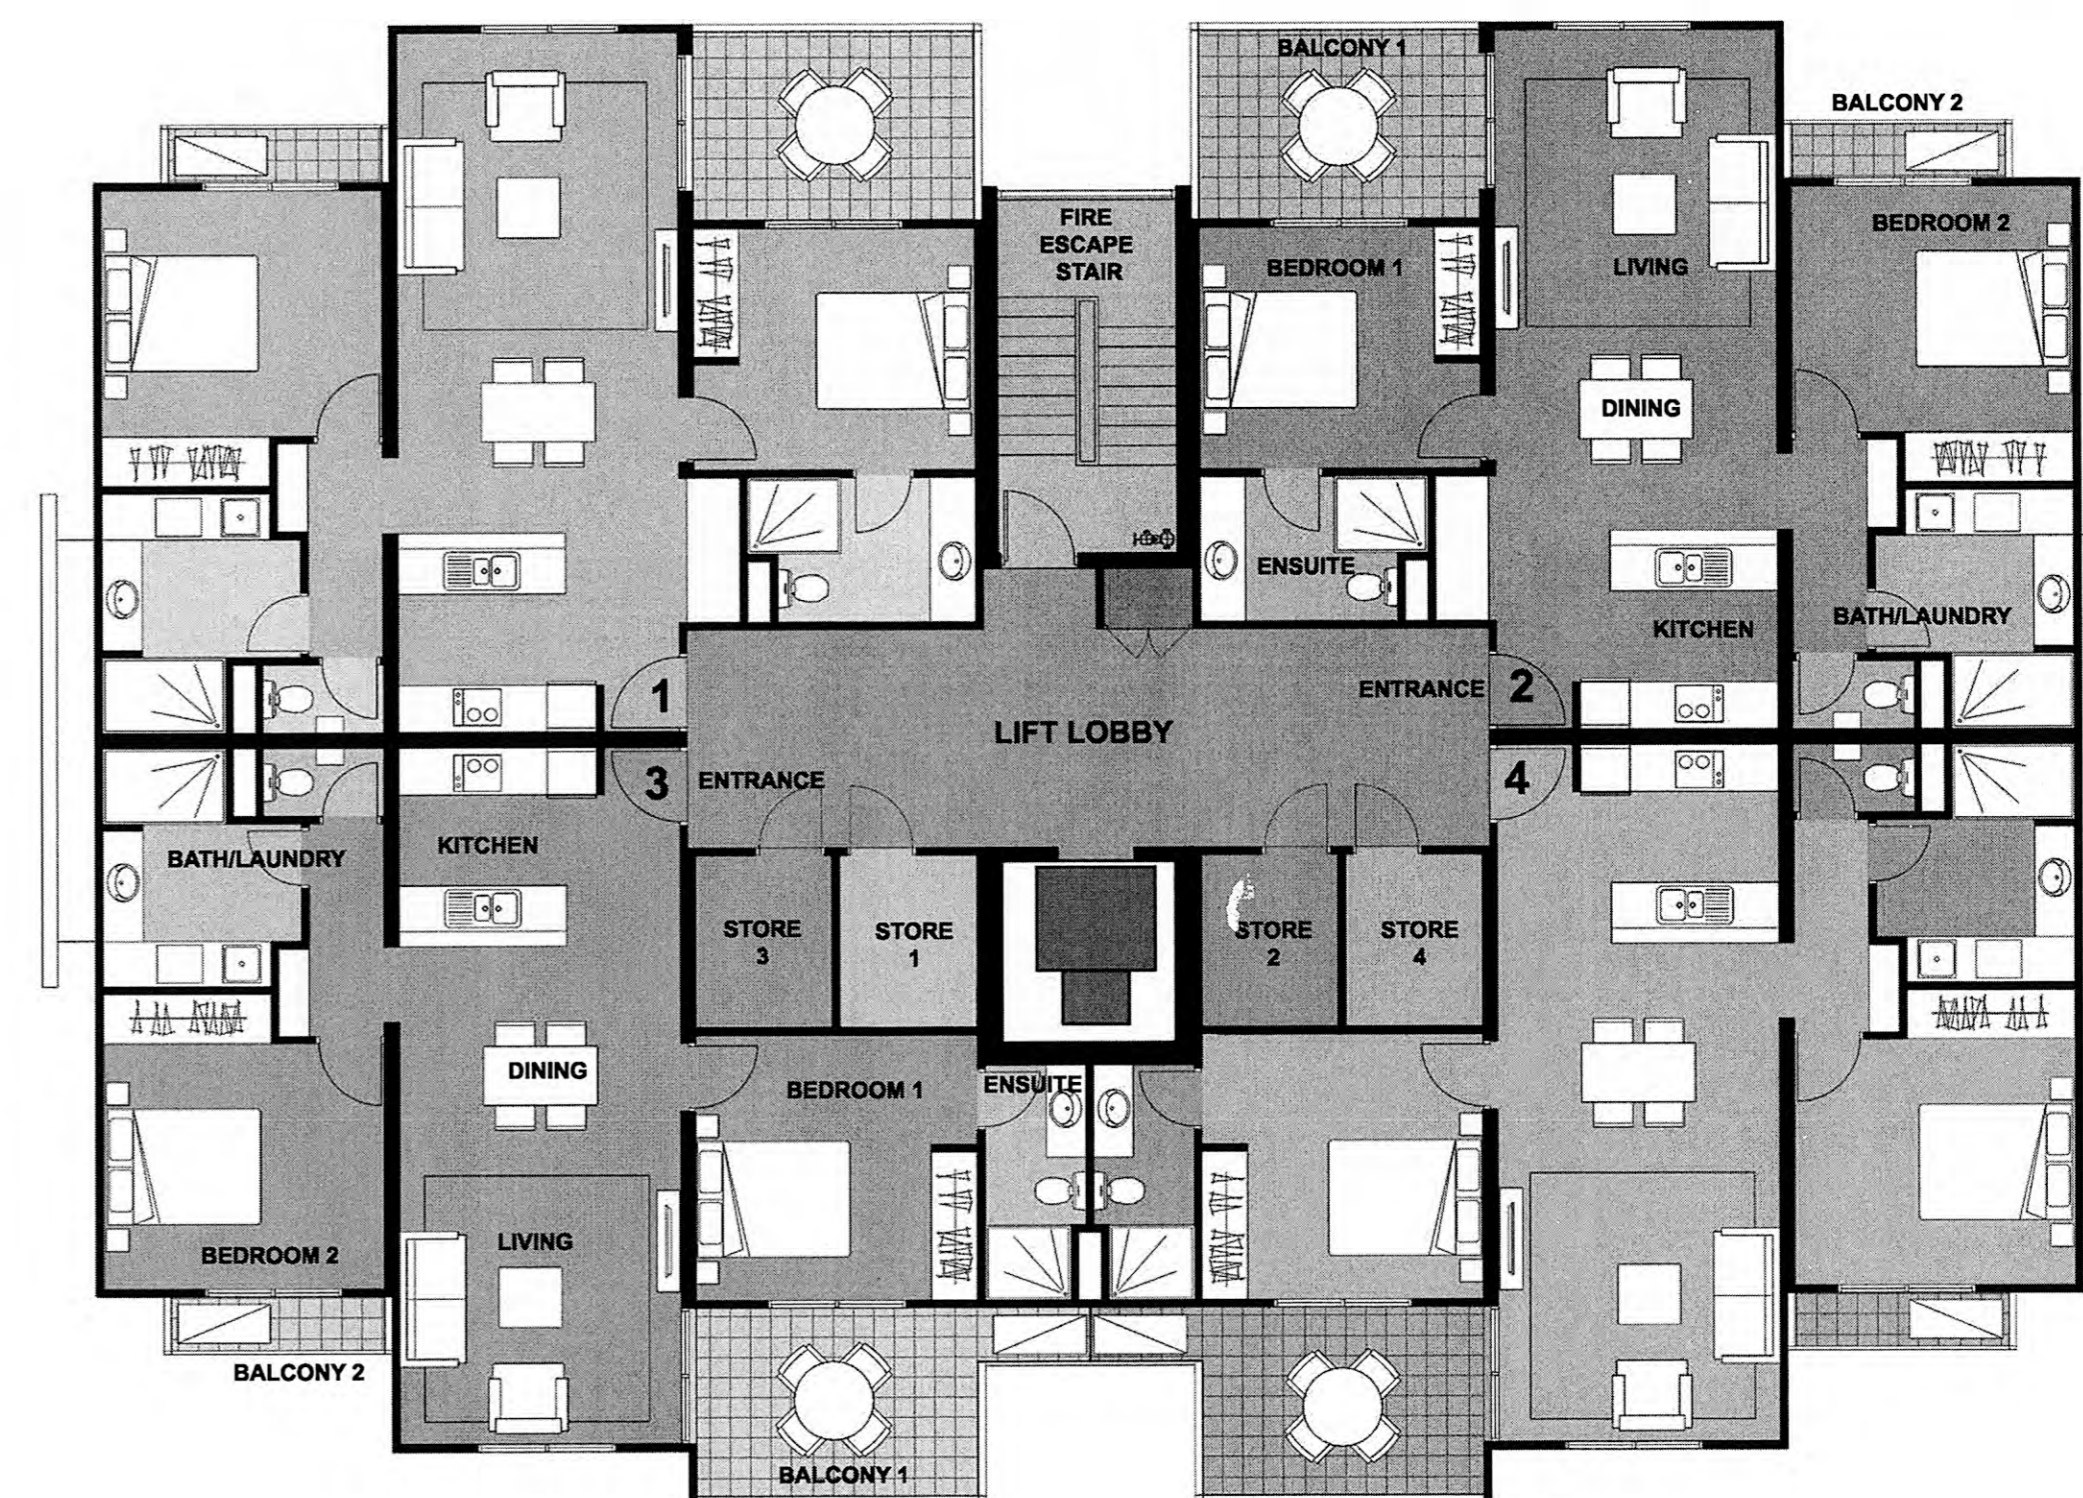 BALCONY 1
BALCONY 2
FIRE
ESCAPE
STAIR
BEDROOM 2
BEDROOM 1
LIVING
DINING
ENSUITE
KITCHEN
BATH/LAUNDRY
1
ENTRANCE
2
LIFT LOBBY
3
ENTRANCE
4
KITCHEN
BATH/LAUNDRY
STORE
3
STORE
1
STORE
2
STORE
4
DINING
BEDROOM 1
ENSUITE
LIVING
BEDROOM 2
BALCONY 2
BALCONY 1